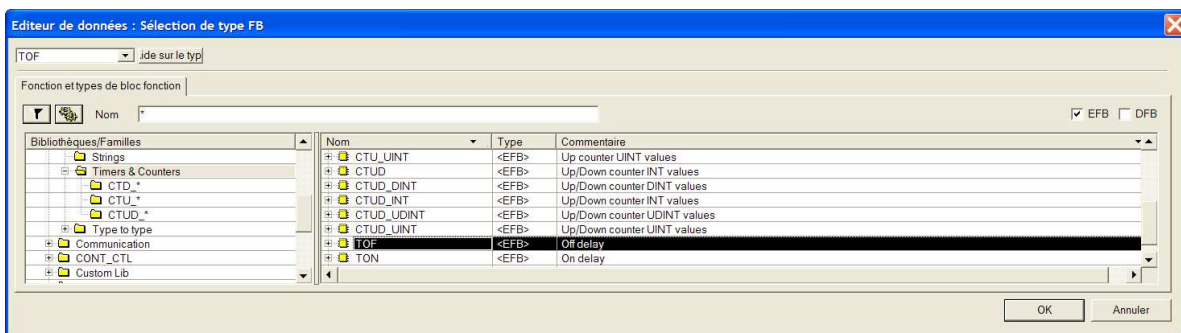 Editeur de données : Sélection de type FB
TOF .ide sur le typ
Fonction et types de bloc fonction
Nom * EFB DFB
Bibliothèques/Familles Nom Type Commentaire
Strings CTU_UINT <EFB> Up counter UINT values
Timers & Counters CTUD <EFB> Up/Down counter INT values
CTD_* CTUD_DINT <EFB> Up/Down counter DINT values
CTU_* CTUD_INT <EFB> Up/Down counter INT values
CTUD_* CTUD_UDINT <EFB> Up/Down counter UDINT values
Type to type CTUD_UINT <EFB> Up/Down counter UINT values
Communication TOF <EFB> Off delay
CONT_CTL TON <EFB> On delay
Custom Lib
OK Annuler